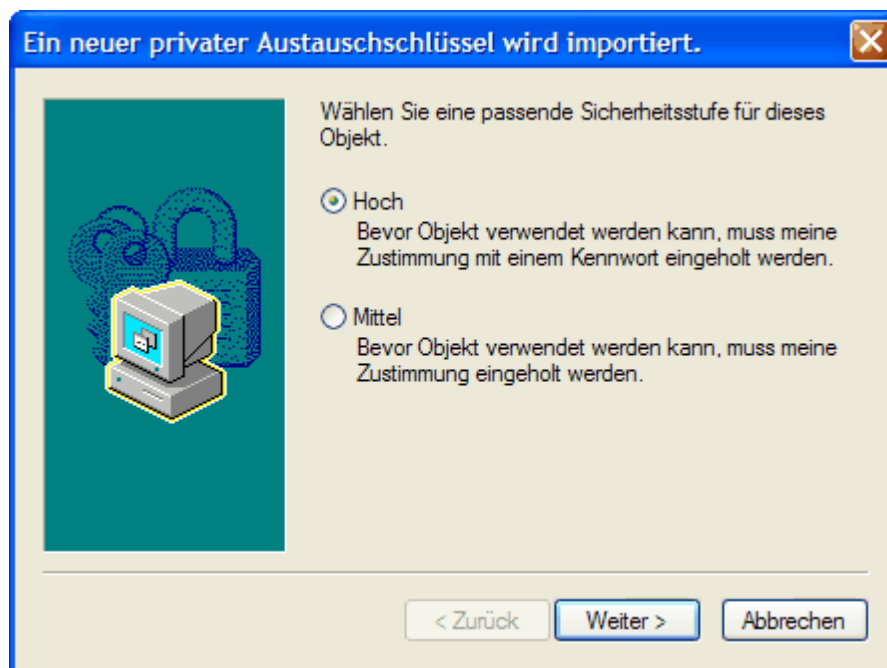 Ein neuer privater Austauschschlüssel wird importiert.
Wählen Sie eine passende Sicherheitsstufe für dieses
Objekt.
Hoch
Bevor Objekt verwendet werden kann, muss meine
Zustimmung mit einem Kennwort eingeholt werden.
Mittel
Bevor Objekt verwendet werden kann, muss meine
Zustimmung eingeholt werden.
< Zurück
Weiter >
Abbrechen